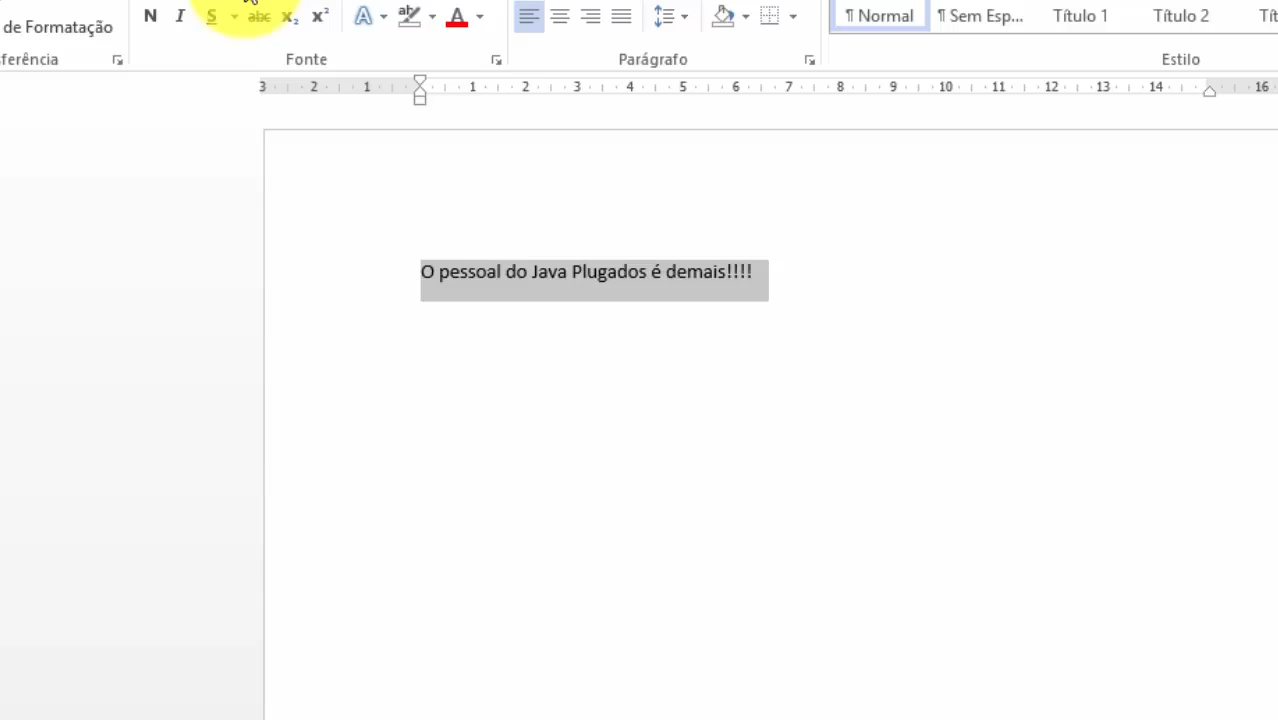 de Formatação
N I S abc x₂ x² A ab A
¶ Normal ¶ Sem Esp... Título 1 Título 2 Tí
ferência Fonte Parágrafo Estilo
3 2 1 1 2 3 4 5 6 7 8 9 10 11 12 13 14 16
O pessoal do Java Plugados é demais!!!!